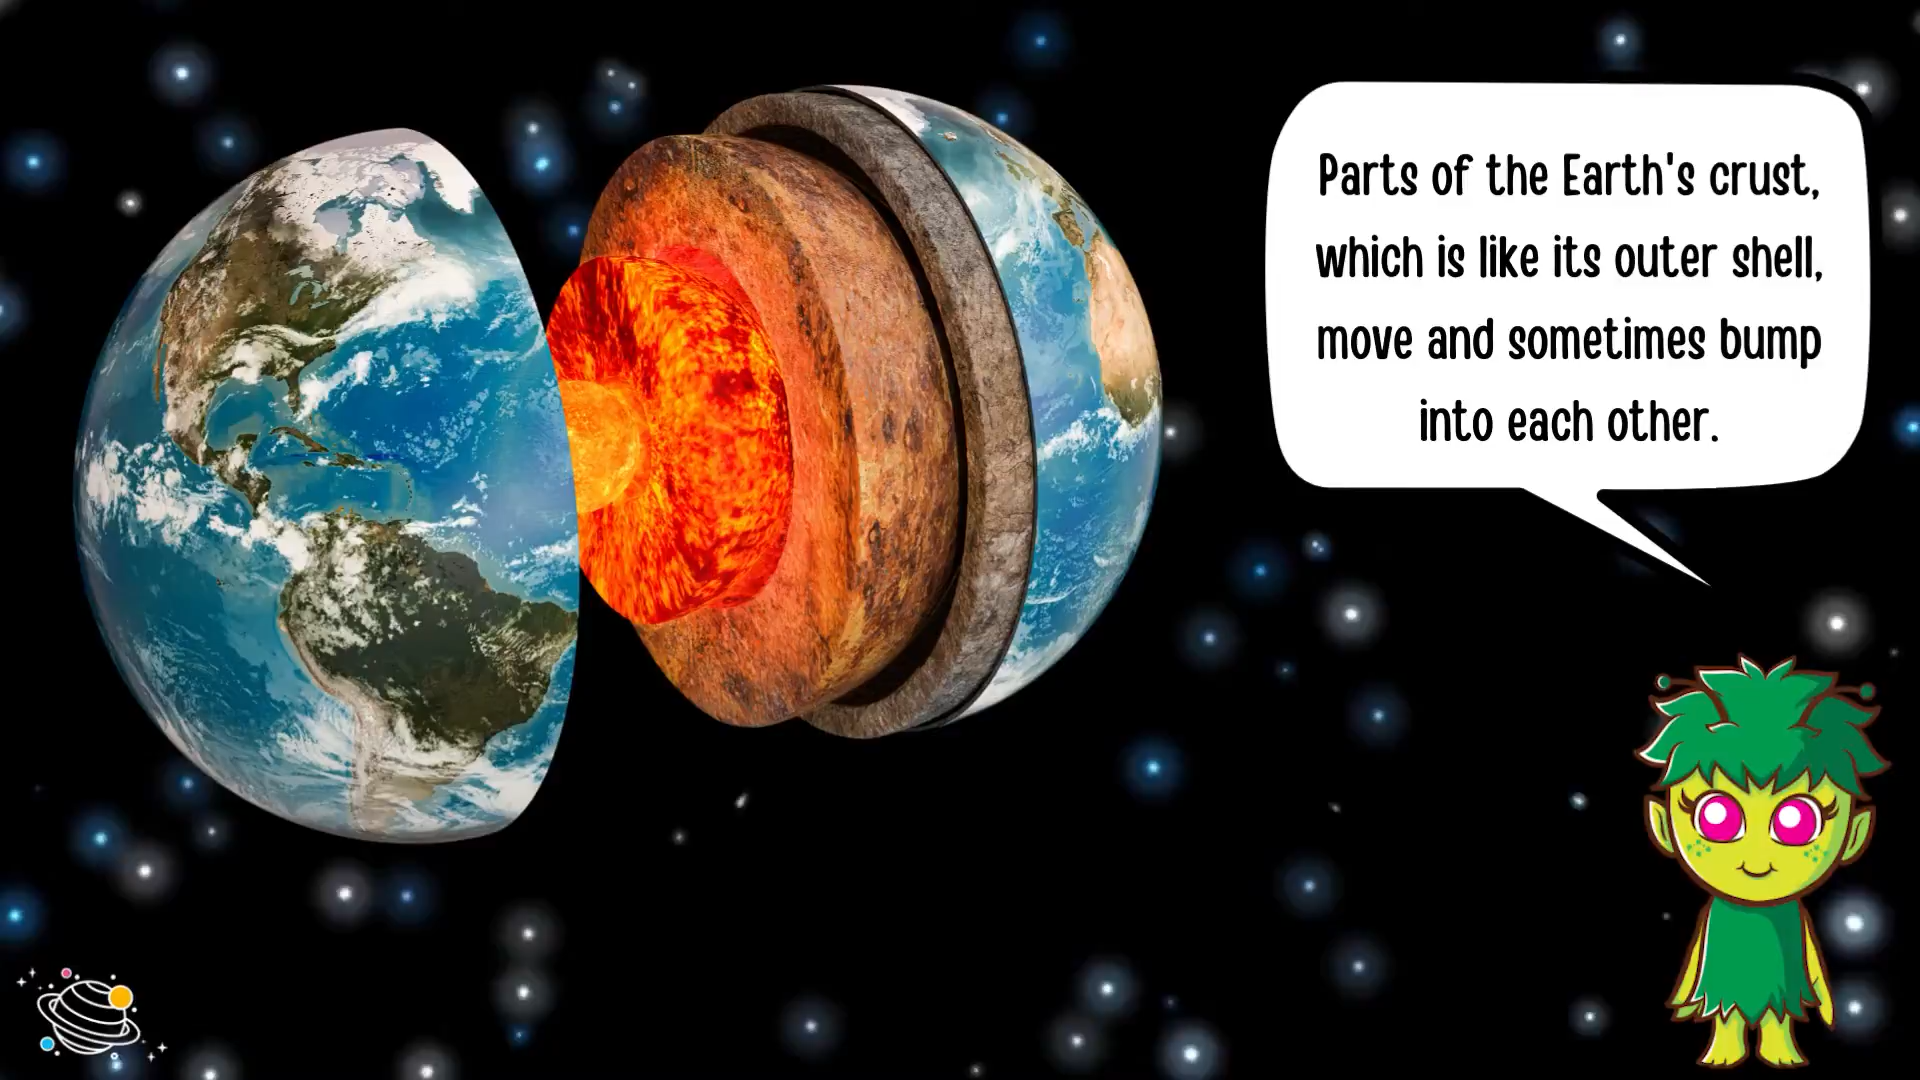 Parts of the Earth's crust,
which is like its outer shell,
move and sometimes bump
into each other.